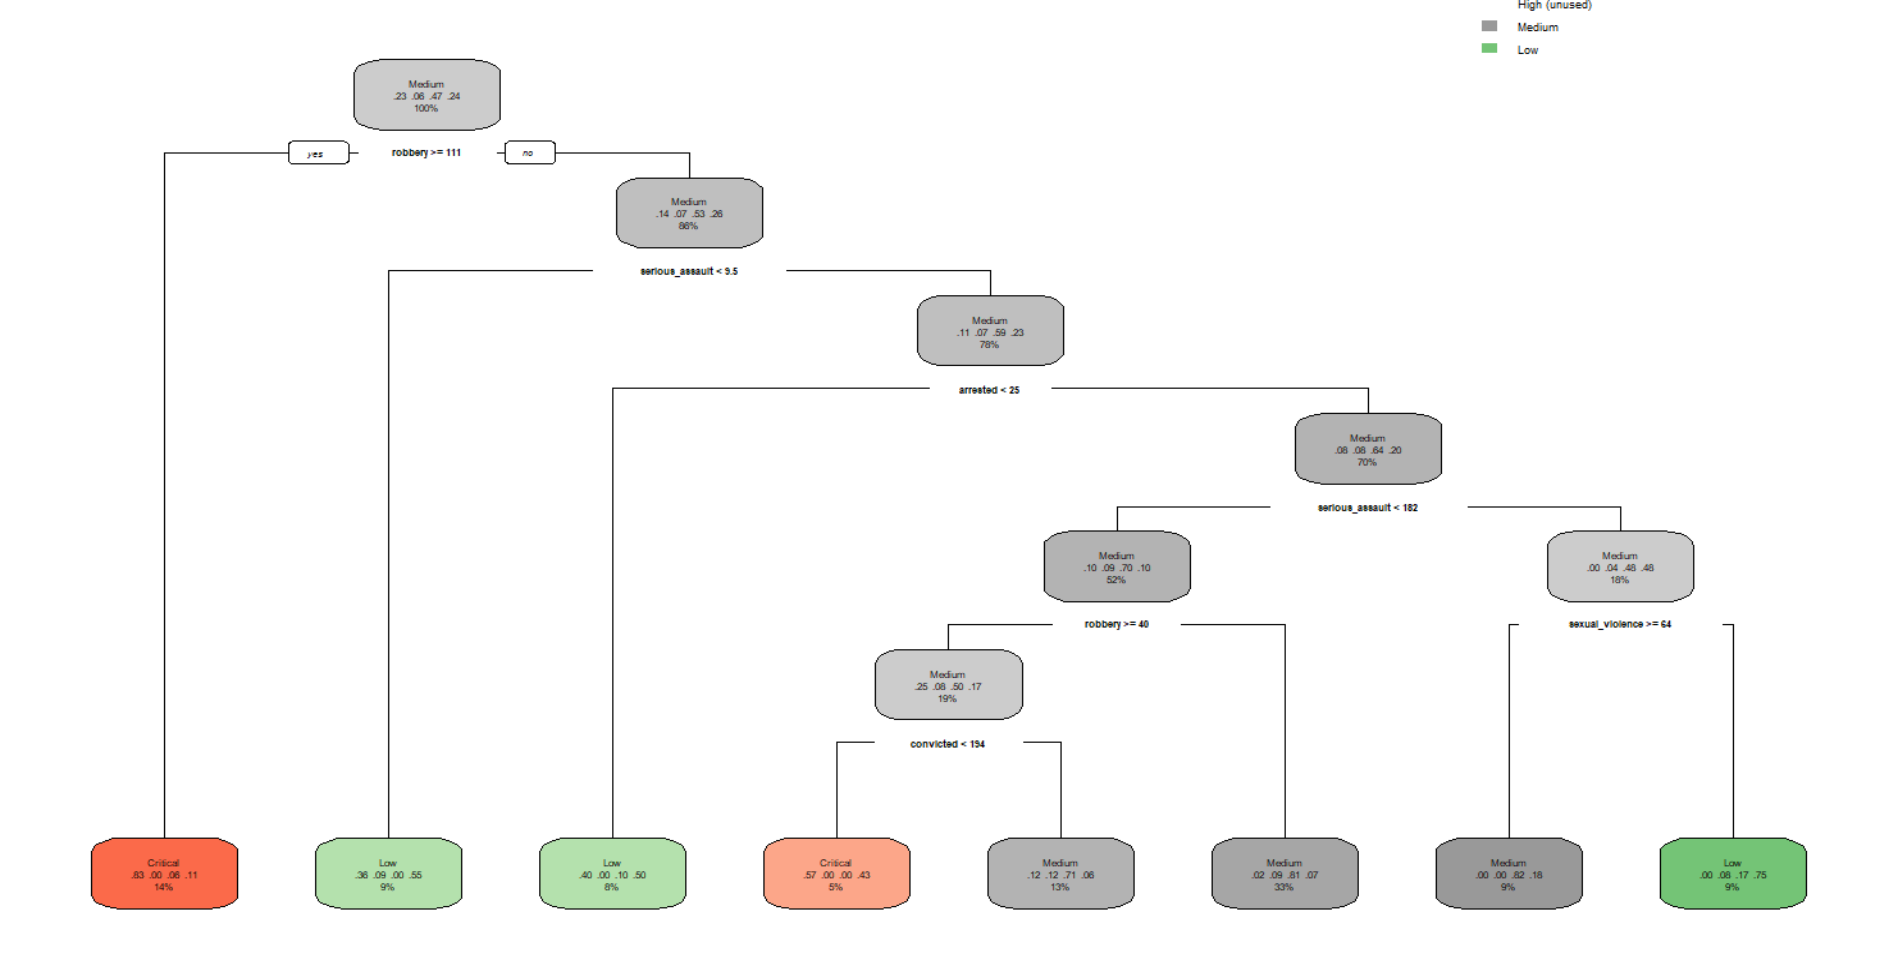 High (unused)
Medium
Low
Medium
.23 .06 .47 .24
100%
yes
robbery >= 111
no
Medium
.14 .07 .53 .26
86%
serious_assault < 9.5
Medium
.11 .07 .59 .23
78%
arrested < 25
Medium
.08 .08 .64 .20
70%
serious_assault < 182
Medium
.10 .09 .70 .10
52%
Medium
.00 .04 .48 .48
18%
robbery >= 40
sexual_violence >= 64
Medium
.25 .08 .50 .17
19%
convicted < 194
Critical
.83 .00 .06 .11
14%
Low
.36 .09 .00 .55
9%
Low
.40 .00 .10 .50
8%
Critical
.57 .00 .00 .43
5%
Medium
.12 .12 .71 .06
13%
Medium
.02 .09 .81 .07
33%
Medium
.00 .00 .82 .18
9%
Low
.00 .08 .17 .75
9%